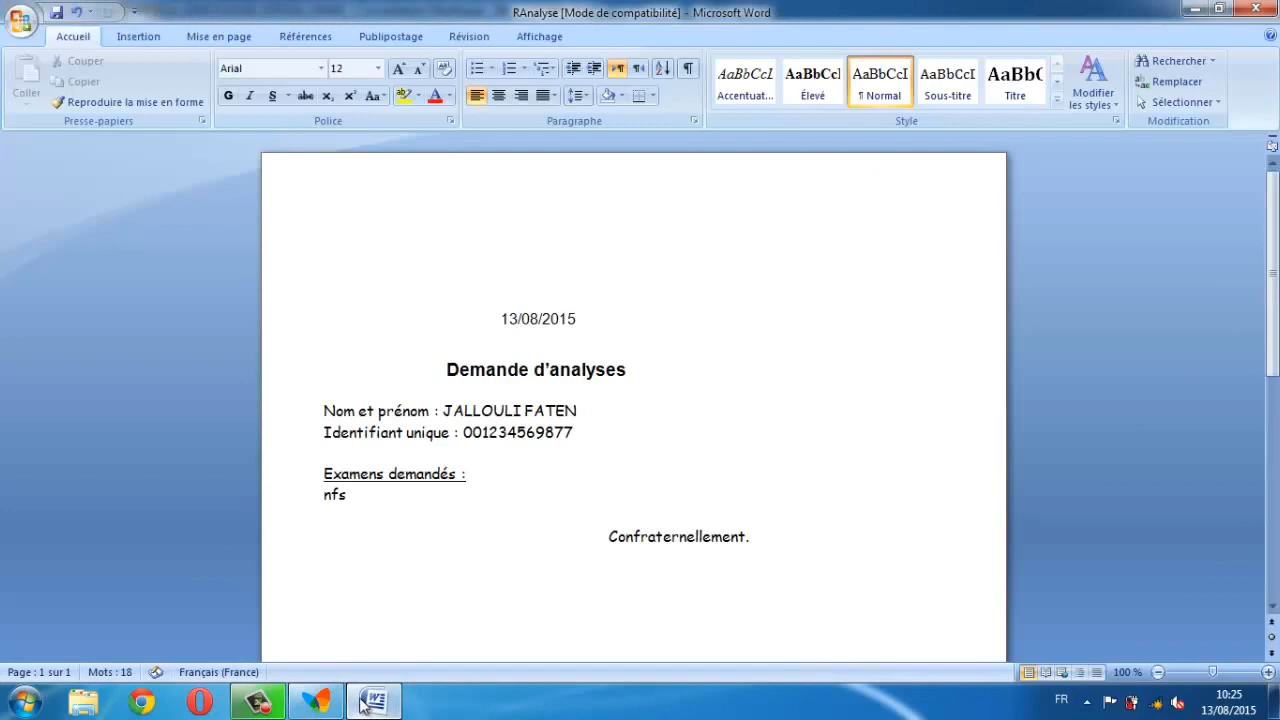 RAnalyse [Mode de compatibilité] - Microsoft Word
Accueil Insertion Mise en page Références Publipostage Révision Affichage
Coller
Couper
Copier
Reproduire la mise en forme
Presse-papiers
Arial 12
G I S abc x₂ x² Aa
Police
Paragraphe
AaBbCcI AaBbCcI AaBbCcI AaBbCcI AaBbC
Accentuat... Élevé ¶ Normal Sous-titre Titre
Modifier
les styles
Style
Rechercher
Remplacer
Sélectionner
Modification
13/08/2015
Demande d'analyses
Nom et prénom : JALLOULI FATEN
Identifiant unique : 001234569877
Examens demandés :
nfs
Confraternellement.
Page : 1 sur 1 Mots : 18 Français (France) 100 %
FR 10:25
13/08/2015